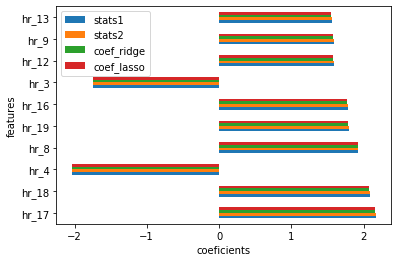 hr_13
hr_9
hr_12
hr_3
hr_16
hr_19
hr_8
hr_4
hr_18
hr_17
features
stats1
stats2
coef_ridge
coef_lasso
−2 −1 0 1 2
coeficients